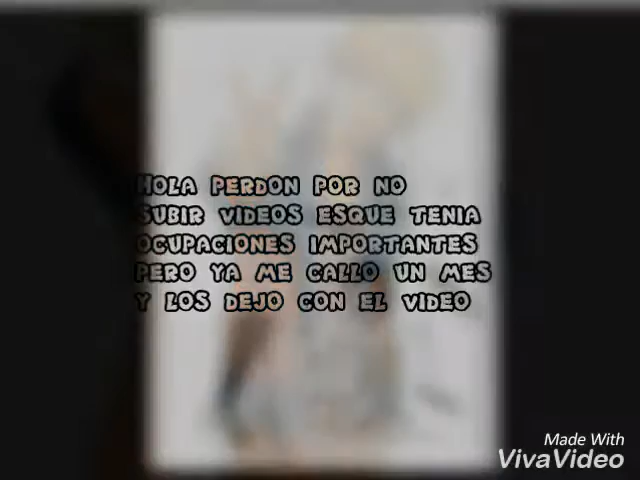 HOLA PERDON POR NO
SUBIR VIDEOS ESQUE TENIA
OCUPACIONES IMPORTANTES
PERO YA ME CALLO UN MES
Y LOS DEJO CON EL VIDEO
Made With
VivaVideo